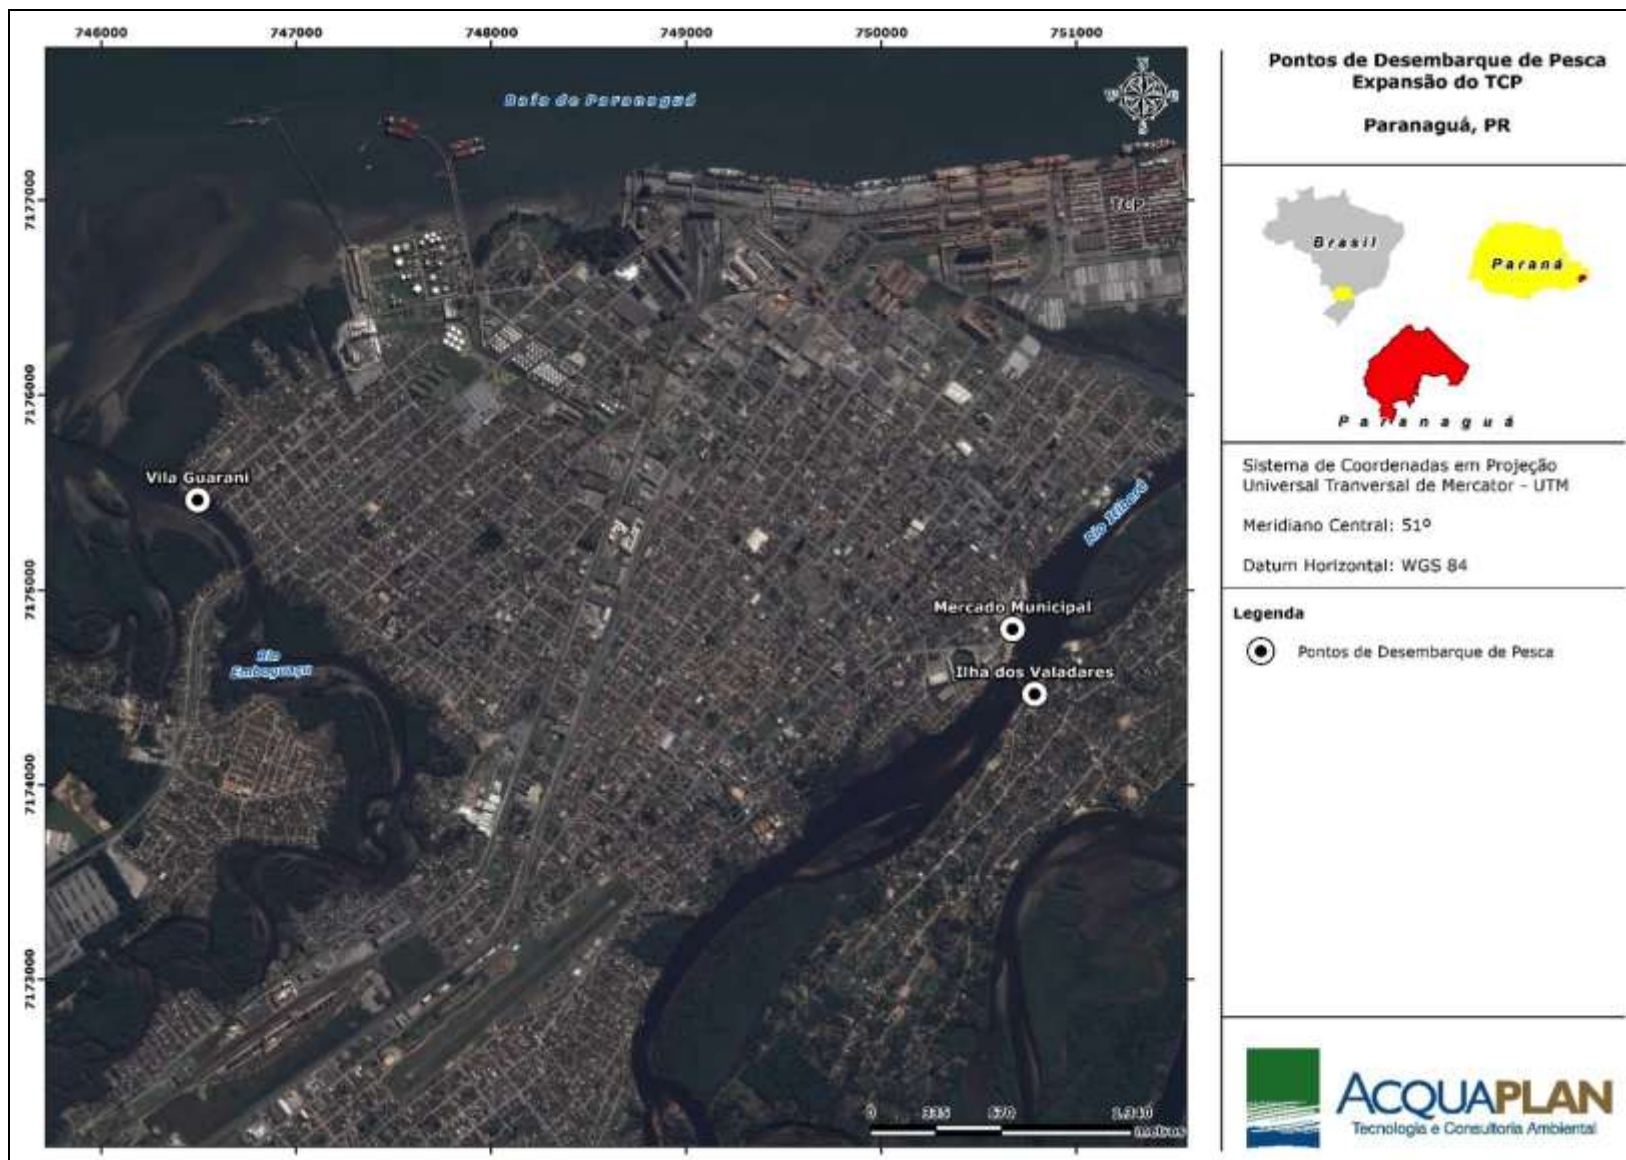 746000 747000 748000 749000 750000 751000
Pontos de Desembarque de Pesca
Expansão do TCP
Paranaguá, PR
Baía de Paranaguá
N
S
7177000
TCP
Brasil
Paraná
Paranaguá
7176000
Sistema de Coordenadas em Projeção
Universal Tranversal de Mercator - UTM
Meridiano Central: 51º
Datum Horizontal: WGS 84
Vila Guarani
Rio Itiberê
7175000
Mercado Municipal
Legenda
Pontos de Desembarque de Pesca
Rio
Emboguaçu
Ilha dos Valadares
7174000
7173000
0 335 670 1.340
metros
ACQUAPLAN
Tecnologia e Consultoria Ambiental